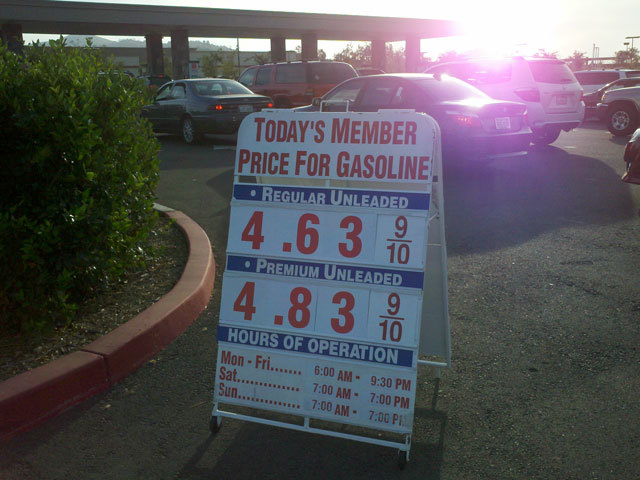 TODAY'S MEMBER
PRICE FOR GASOLINE
• REGULAR UNLEADED
4.63 9/10
• PREMIUM UNLEADED
4.83 9/10
HOURS OF OPERATION
Mon - Fri........ 6:00 AM - 9:30 PM
Sat.............. 7:00 AM - 7:00 PM
Sun.............. 7:00 AM - 7:00 PM